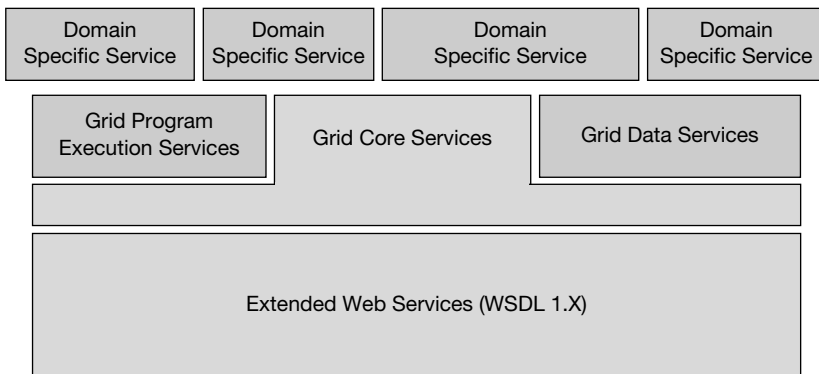 Domain
Specific Service
Domain
Specific Service
Domain
Specific Service
Domain
Specific Service
Grid Program
Execution Services
Grid Core Services
Grid Data Services
Extended Web Services (WSDL 1.X)